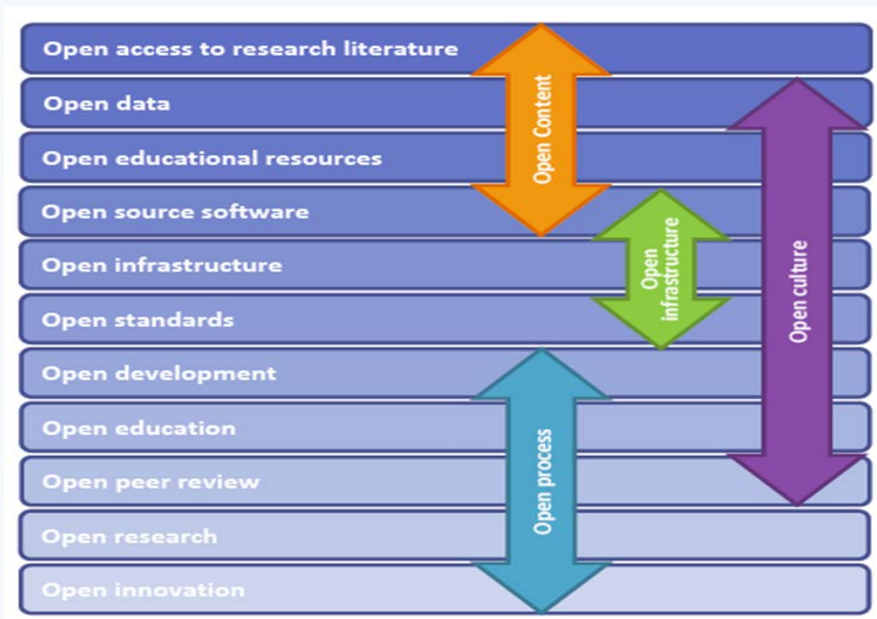 Open access to research literature
Open data
Open educational resources
Open source software
Open infrastructure
Open standards
Open development
Open education
Open peer review
Open research
Open innovation
Open Content
Open
infrastructure
Open culture
Open process